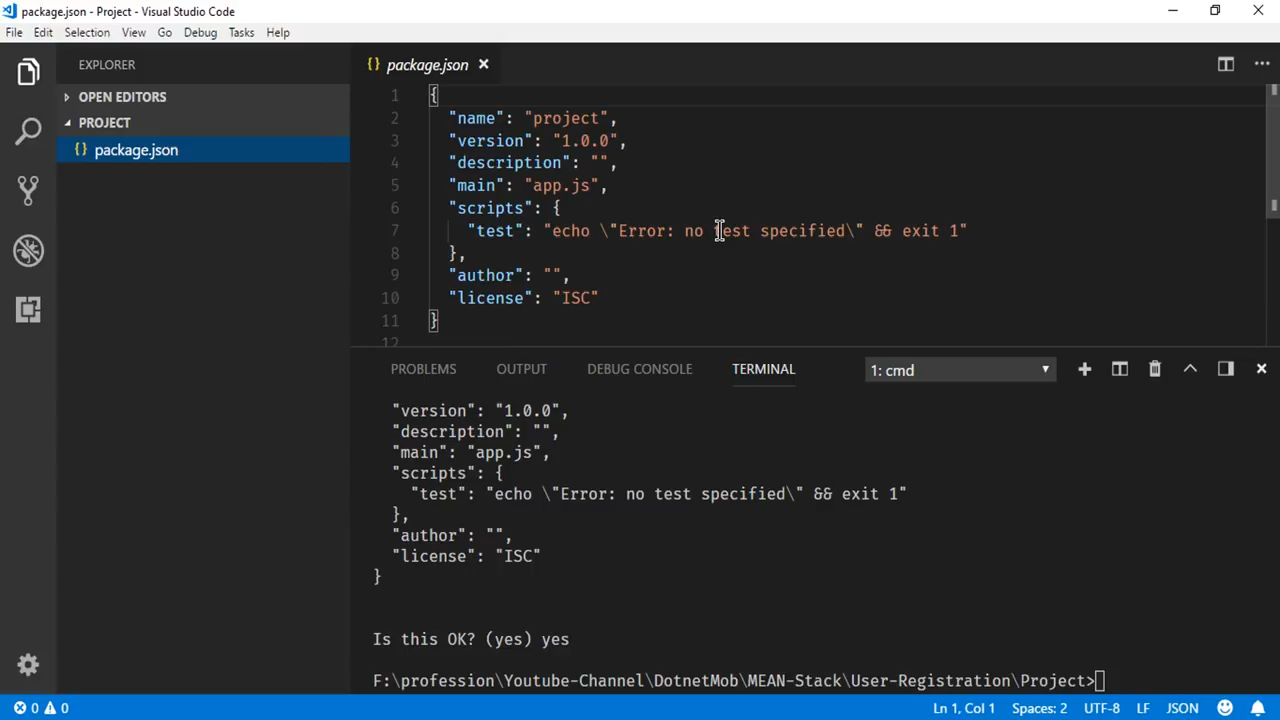 package.json - Project - Visual Studio Code
File Edit Selection View Go Debug Tasks Help
EXPLORER
OPEN EDITORS
PROJECT
{} package.json
{} package.json
1 {
2 "name": "project",
3 "version": "1.0.0",
4 "description": "",
5 "main": "app.js",
6 "scripts": {
7 "test": "echo \"Error: no test specified\" && exit 1"
8 },
9 "author": "",
10 "license": "ISC"
11 }
12
PROBLEMS OUTPUT DEBUG CONSOLE TERMINAL 1: cmd
"version": "1.0.0",
"description": "",
"main": "app.js",
"scripts": {
"test": "echo \"Error: no test specified\" && exit 1"
},
"author": "",
"license": "ISC"
}
Is this OK? (yes) yes
F:\profession\Youtube-Channel\DotnetMob\MEAN-Stack\User-Registration\Project>
0 0 Ln 1, Col 1 Spaces: 2 UTF-8 LF JSON